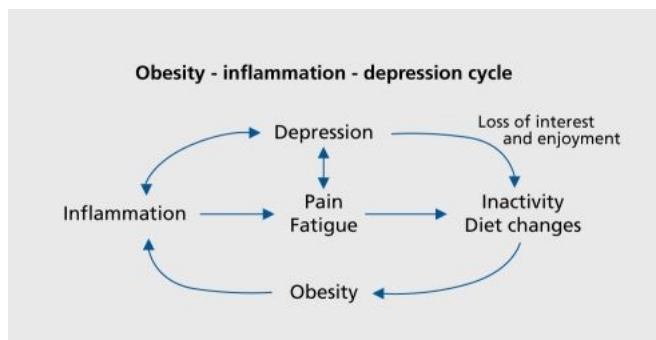 Obesity - inflammation - depression cycle
Depression
Loss of interest
and enjoyment
Inflammation
Pain
Fatigue
Inactivity
Diet changes
Obesity